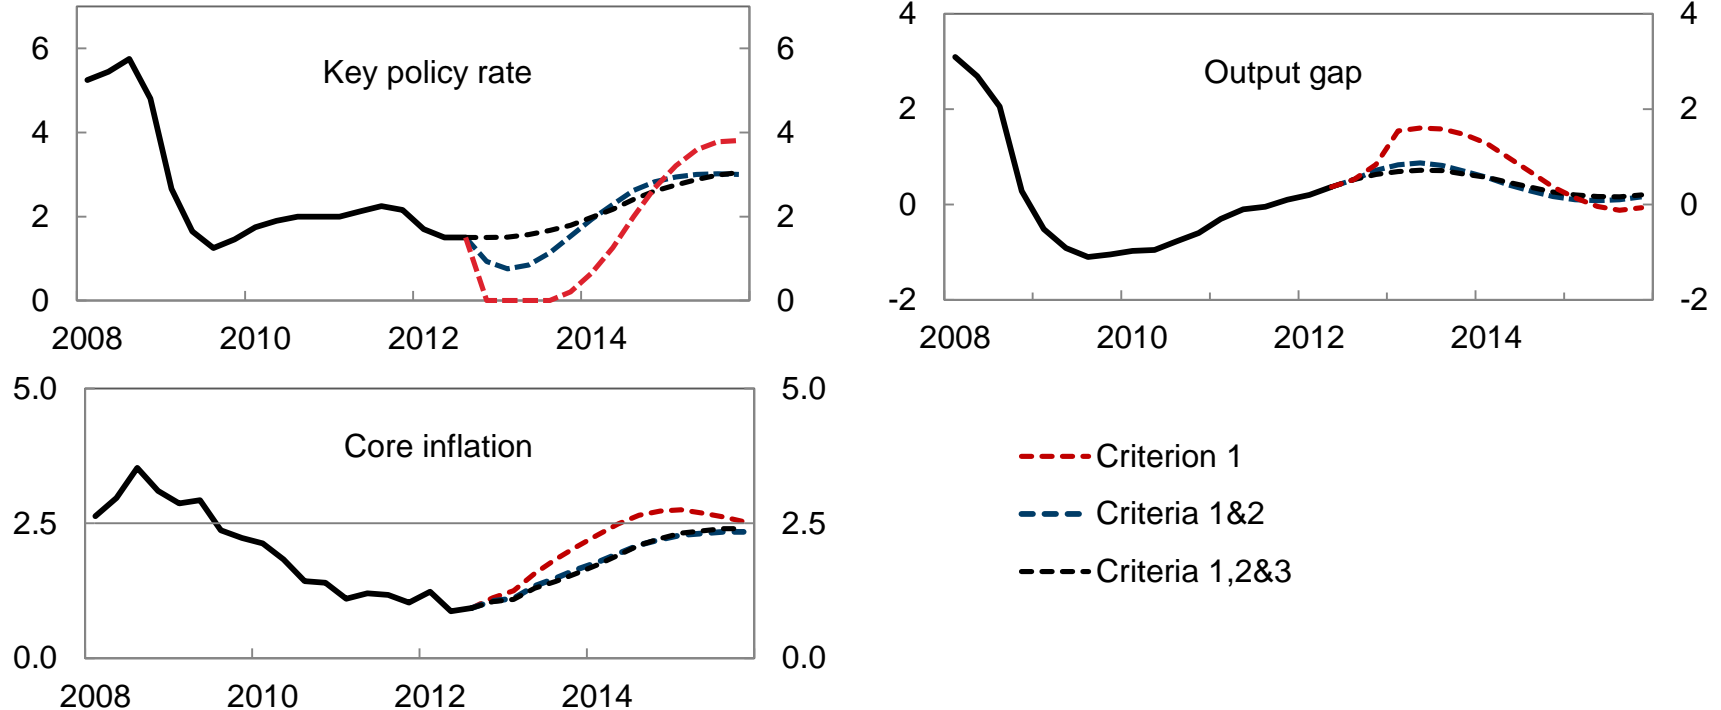 Key policy rate
6 6
4 4
2 2
0 0
2008 2010 2012 2014
Output gap
4 4
2 2
0 0
-2 -2
2008 2010 2012 2014
Core inflation
5.0 5.0
2.5 2.5
0.0 0.0
2008 2010 2012 2014
Criterion 1
Criteria 1&2
Criteria 1,2&3